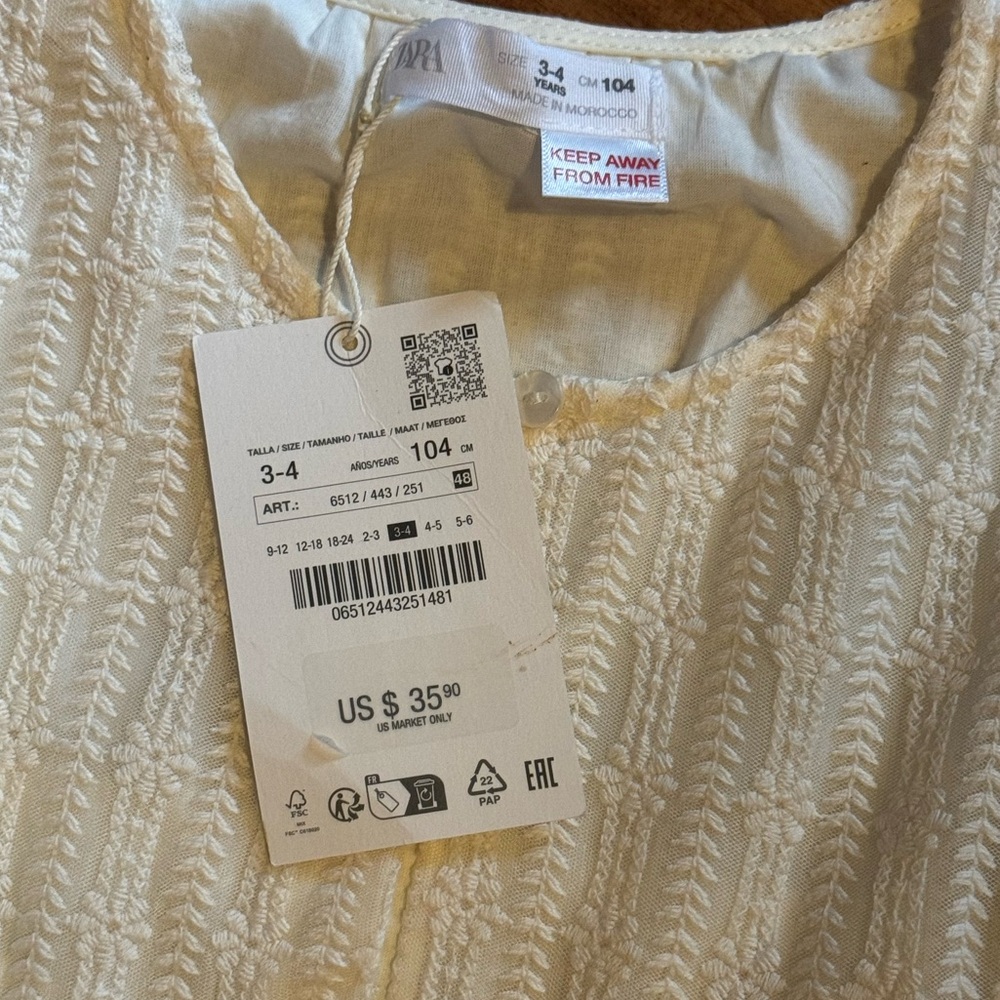 ZARA
SIZE 3-4 YEARS CM 104
MADE IN MOROCCO
KEEP AWAY
FROM FIRE
TALLA / SIZE / TAMANHO / TAILLE / MAAT / ΜΕΓΕΘΟΣ
3-4 AÑOS/YEARS 104 CM
ART.: 6512 / 443 / 251 48
9-12 12-18 18-24 2-3 3-4 4-5 5-6
06512443251481
US $ 35⁹⁰
US MARKET ONLY
FR
FSC
22
PAP
EAC